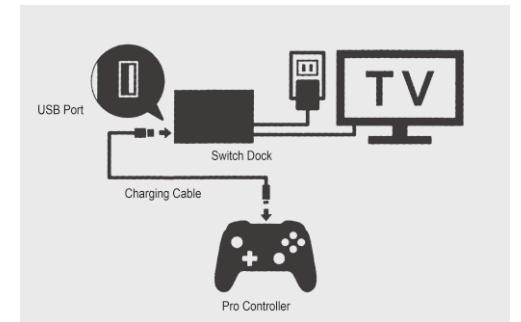 TV
USB Port
Switch Dock
Charging Cable
Pro Controller